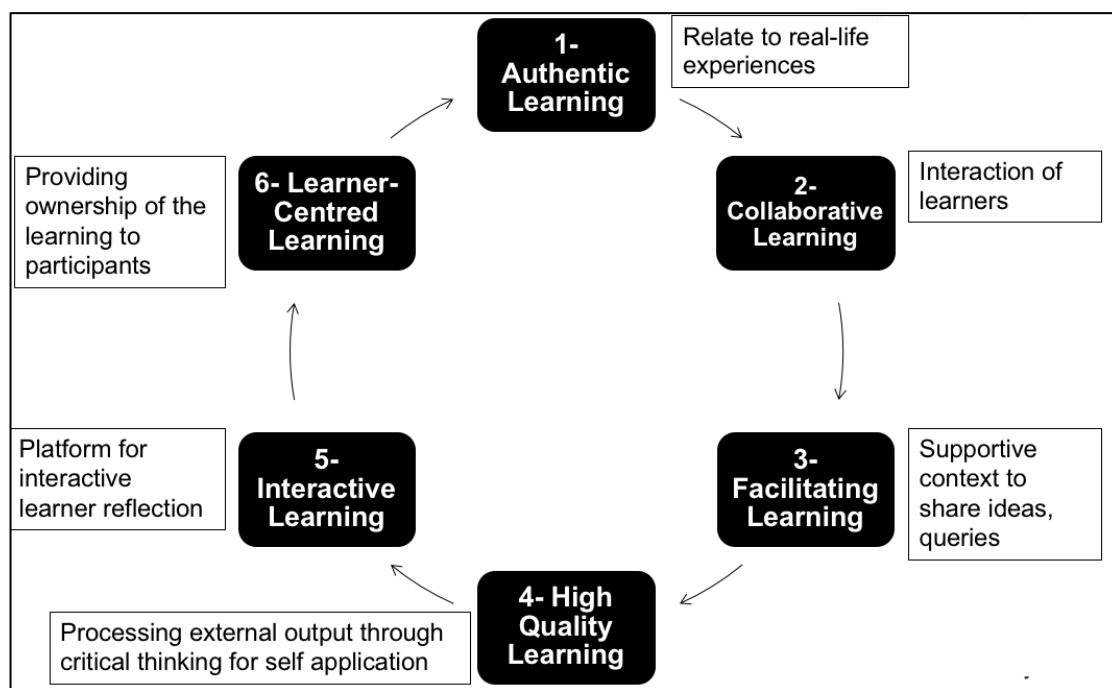 1-
Authentic
Learning
Relate to real-life
experiences
2-
Collaborative
Learning
Interaction of
learners
3-
Facilitating
Learning
Supportive
context to
share ideas,
queries
4- High
Quality
Learning
Processing external output through
critical thinking for self application
5-
Interactive
Learning
Platform for
interactive
learner reflection
6- Learner-
Centred
Learning
Providing
ownership of the
learning to
participants